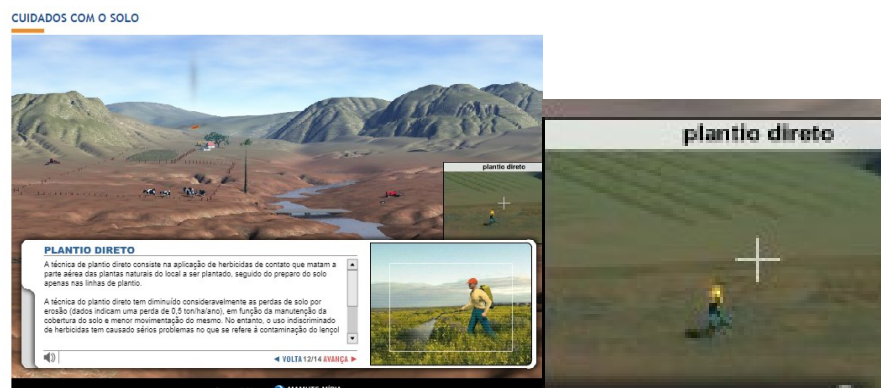 CUIDADOS COM O SOLO
plantio direto
plantio direto
PLANTIO DIRETO
A técnica de plantio direto consiste na aplicação de herbicidas de contato que matam a
parte aérea das plantas naturais do local a ser plantado, seguido do preparo do solo
apenas nas linhas de plantio.
A técnica do plantio direto tem diminuído consideravelmente as perdas de solo por
erosão (dados indicam uma perda de 0,5 ton/ha/ano), em função da manutenção da
cobertura do solo e menor movimentação do mesmo. No entanto, o uso indiscriminado
de herbicidas tem causado sérios problemas no que se refere á contaminação do lençol
VOLTA 12/14 AVANÇA